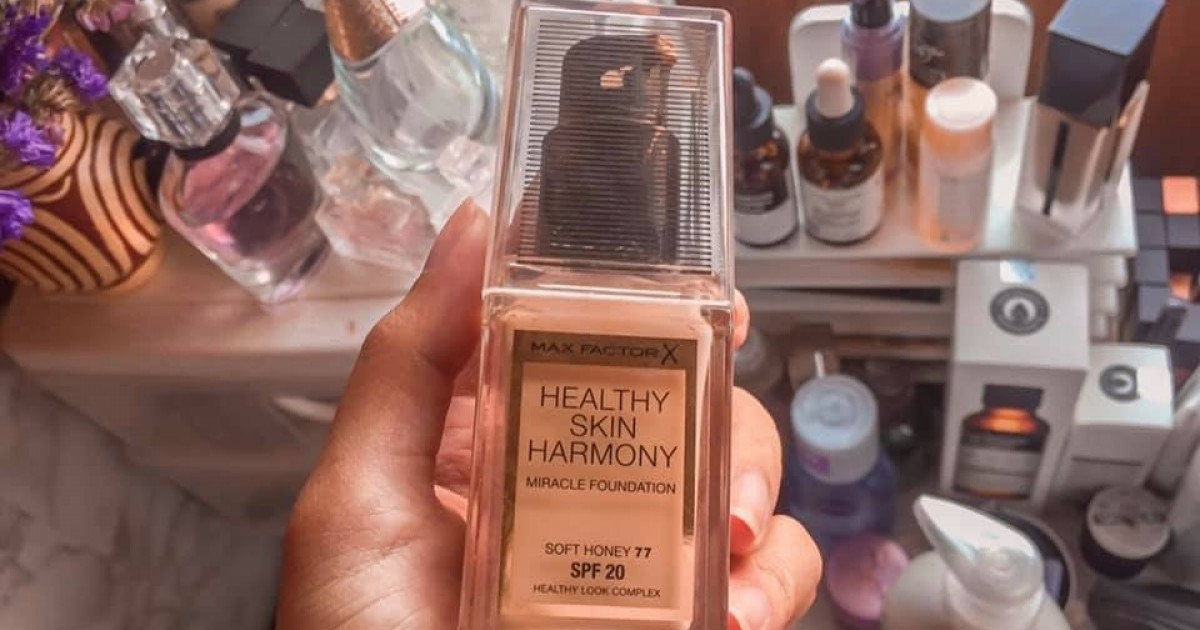 MAX FACTOR X
HEALTHY
SKIN
HARMONY
MIRACLE FOUNDATION
SOFT HONEY 77
SPF 20
HEALTHY LOOK COMPLEX